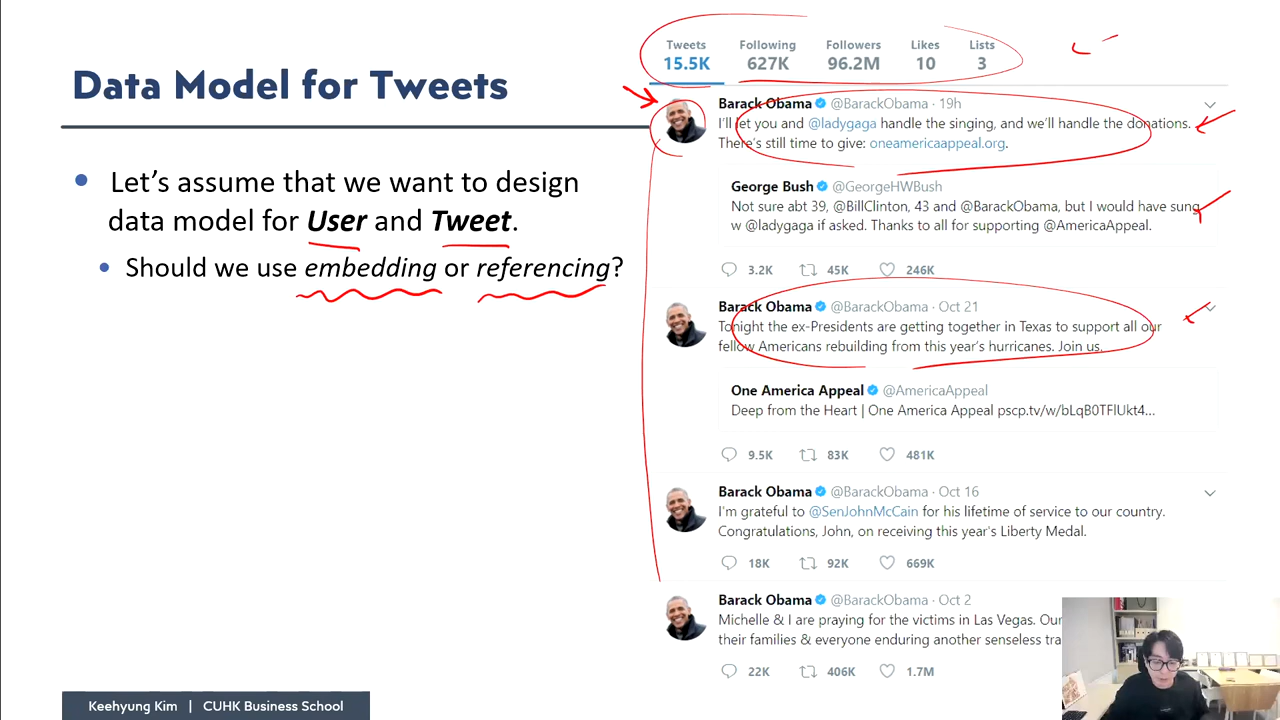 Data Model for Tweets
Let's assume that we want to design
data model for User and Tweet.
Should we use embedding or referencing?
Tweets Following Followers Likes Lists
15.5K 627K 96.2M 10 3
Barack Obama @BarackObama · 19h
I'll let you and @ladygaga handle the singing, and we'll handle the donations.
There's still time to give: oneamericaappeal.org.
George Bush @GeorgeHWBush
Not sure abt 39, @BillClinton, 43 and @BarackObama, but I would have sung
w @ladygaga if asked. Thanks to all for supporting @AmericaAppeal.
3.2K 45K 246K
Barack Obama @BarackObama · Oct 21
Tonight the ex-Presidents are getting together in Texas to support all our
fellow Americans rebuilding from this year's hurricanes. Join us.
One America Appeal @AmericaAppeal
Deep from the Heart | One America Appeal pscp.tv/w/bLqB0TFlUkt4...
9.5K 83K 481K
Barack Obama @BarackObama · Oct 16
I'm grateful to @SenJohnMcCain for his lifetime of service to our country.
Congratulations, John, on receiving this year's Liberty Medal.
18K 92K 669K
Barack Obama @BarackObama · Oct 2
Michelle & I are praying for the victims in Las Vegas. Our
their families & everyone enduring another senseless tra
22K 406K 1.7M
Keehyung Kim | CUHK Business School